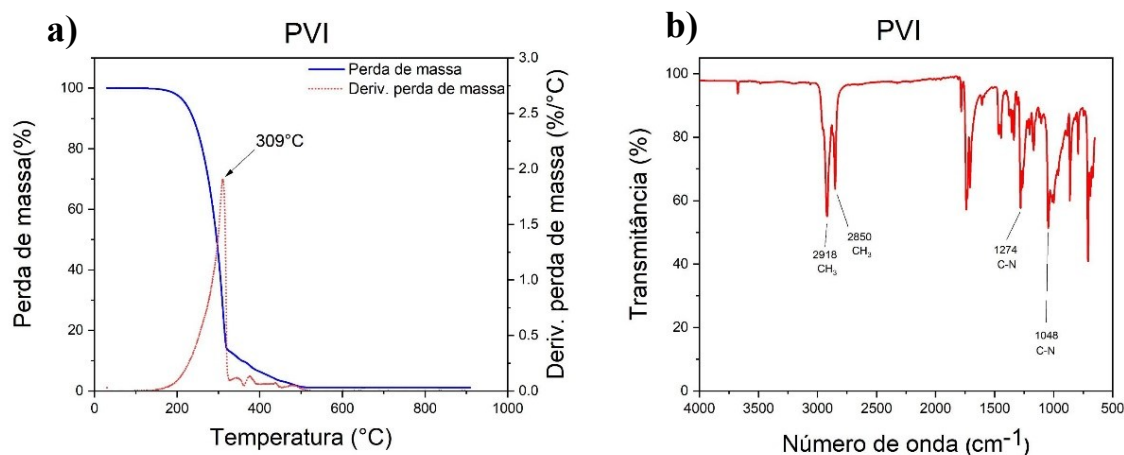 a)
PVI
Perda de massa(%)
100
80
60
40
20
0
Perda de massa
Deriv. perda de massa
309°C
3.0
2.5
2.0
1.5
1.0
0.5
0.0
Deriv. perda de massa (%/°C)
0 200 400 600 800 1000
Temperatura (°C)
b)
PVI
Transmitância (%)
100
80
60
40
20
0
2918
CH3
2850
CH3
1274
C-N
1048
C-N
4000 3500 3000 2500 2000 1500 1000 500
Número de onda (cm-1)